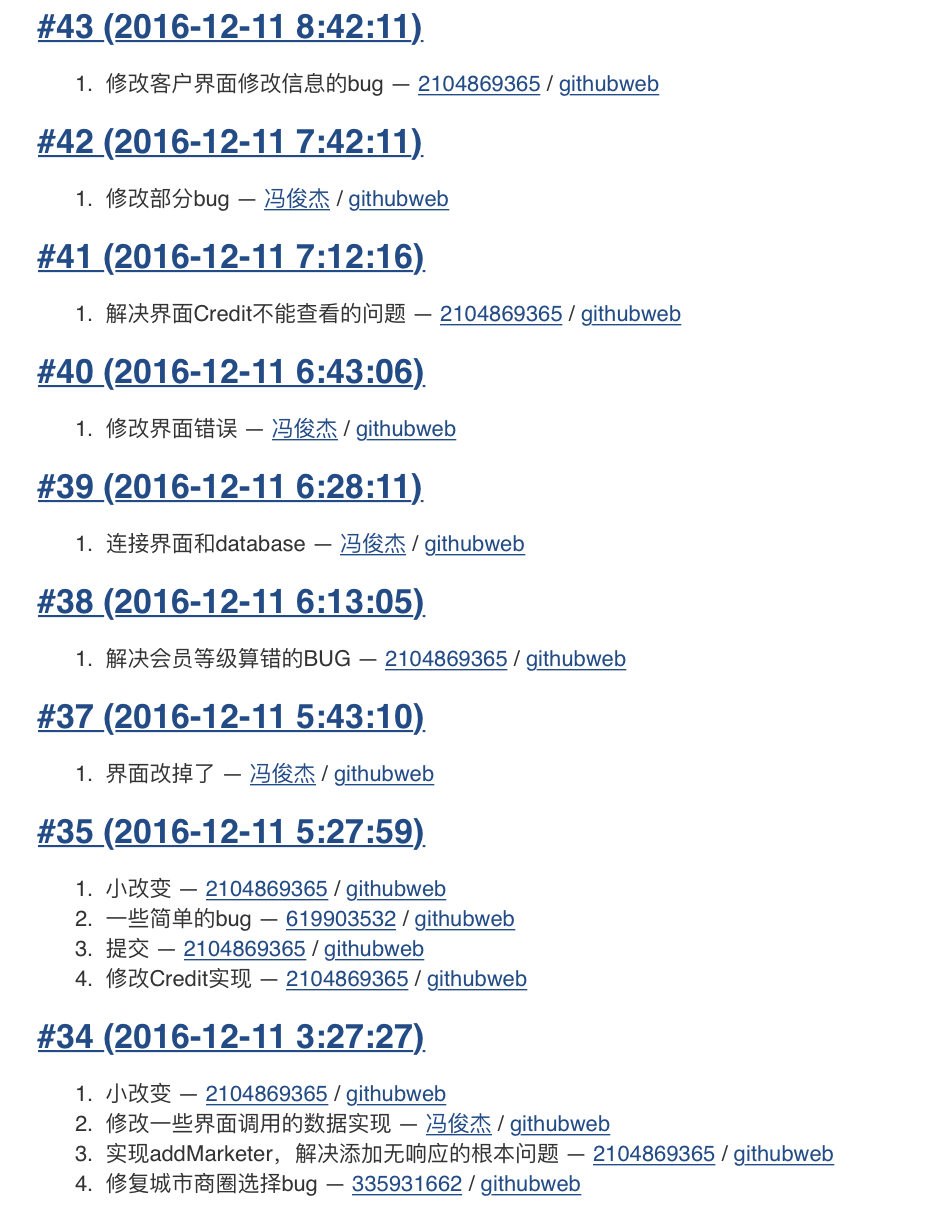 #43 (2016-12-11 8:42:11)
1. 修改客户界面修改信息的bug — 2104869365 / githubweb
#42 (2016-12-11 7:42:11)
1. 修改部分bug — 冯俊杰 / githubweb
#41 (2016-12-11 7:12:16)
1. 解决界面Credit不能查看的问题 — 2104869365 / githubweb
#40 (2016-12-11 6:43:06)
1. 修改界面错误 — 冯俊杰 / githubweb
#39 (2016-12-11 6:28:11)
1. 连接界面和database — 冯俊杰 / githubweb
#38 (2016-12-11 6:13:05)
1. 解决会员等级算错的BUG — 2104869365 / githubweb
#37 (2016-12-11 5:43:10)
1. 界面改掉了 — 冯俊杰 / githubweb
#35 (2016-12-11 5:27:59)
1. 小改变 — 2104869365 / githubweb
2. 一些简单的bug — 619903532 / githubweb
3. 提交 — 2104869365 / githubweb
4. 修改Credit实现 — 2104869365 / githubweb
#34 (2016-12-11 3:27:27)
1. 小改变 — 2104869365 / githubweb
2. 修改一些界面调用的数据实现 — 冯俊杰 / githubweb
3. 实现addMarketer，解决添加无响应的根本问题 — 2104869365 / githubweb
4. 修复城市商圈选择bug — 335931662 / githubweb